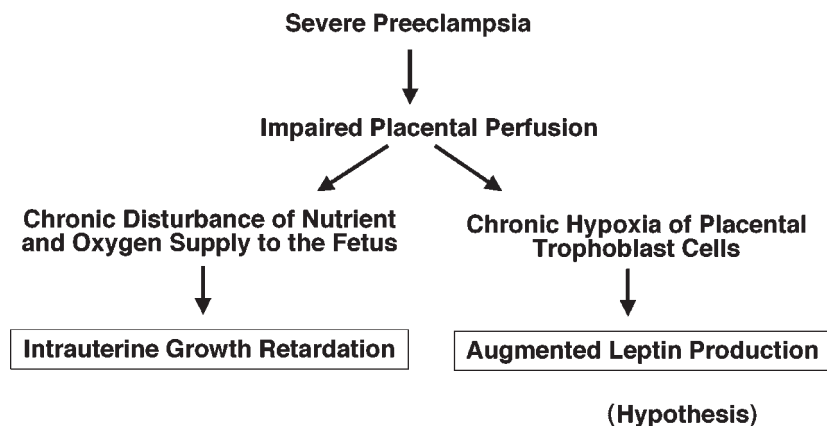 Severe Preeclampsia
Impaired Placental Perfusion
Chronic Disturbance of Nutrient
and Oxygen Supply to the Fetus
Chronic Hypoxia of Placental
Trophoblast Cells
Intrauterine Growth Retardation
Augmented Leptin Production
(Hypothesis)